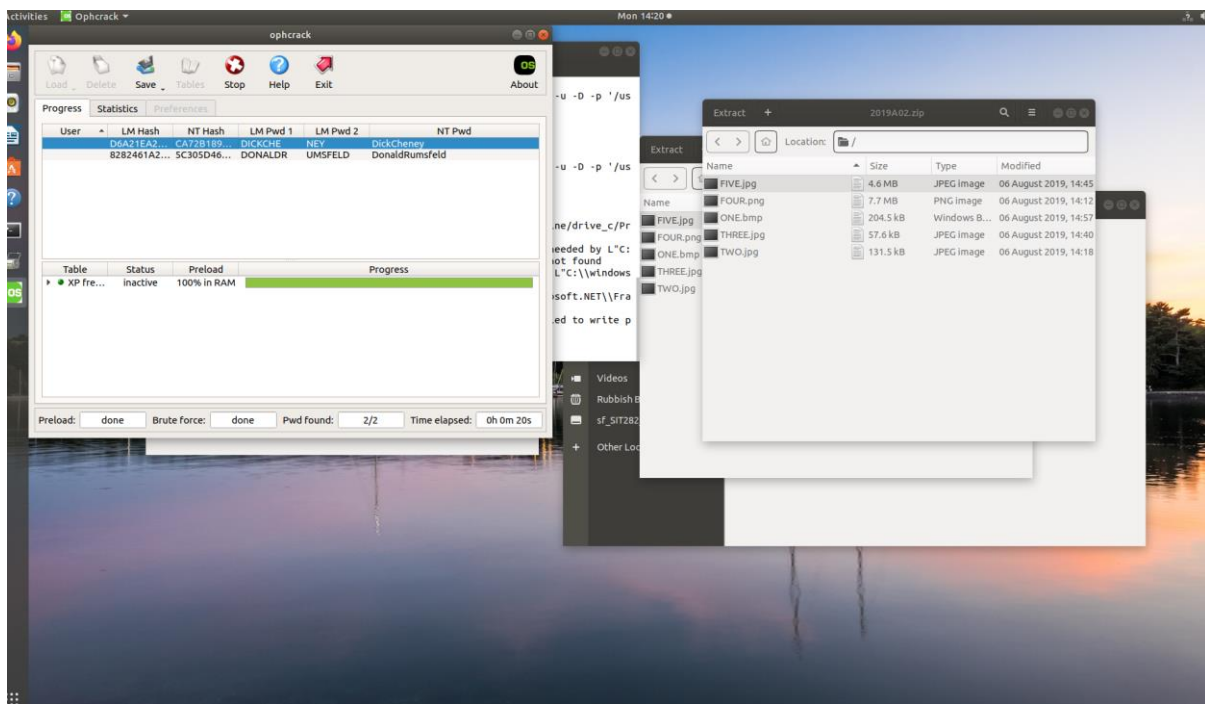 Activities Ophcrack Mon 14:20
ophcrack
Load Delete Save Tables Stop Help Exit About
Progress Statistics Preferences
User LM Hash NT Hash LM Pwd 1 LM Pwd 2 NT Pwd
D6A21EA2... CA72B189... DICKCHE NEY DickCheney
8282461A2... 5C305D46... DONALDR UMSFELD DonaldRumsfeld
Table Status Preload Progress
XP fre... inactive 100% in RAM
Preload: done Brute force: done Pwd found: 2/2 Time elapsed: 0h 0m 20s
-u -D -p '/us
-u -D -p '/us
ne/drive_c/Pr
needed by L"C:
not found
L"C:\\windows
osoft.NET\\Fra
ed to write p
Videos
Rubbish B
sf_SIT282
Other Loc
Extract
Name
FIVE.jpg
FOUR.png
ONE.bmp
THREE.jpg
TWO.jpg
Extract + 2019A02.zip
Location: /
Name Size Type Modified
FIVE.jpg 4.6 MB JPEG image 06 August 2019, 14:45
FOUR.png 7.7 MB PNG image 06 August 2019, 14:12
ONE.bmp 204.5 kB Windows B... 06 August 2019, 14:57
THREE.jpg 57.6 kB JPEG image 06 August 2019, 14:40
TWO.jpg 131.5 kB JPEG image 06 August 2019, 14:18